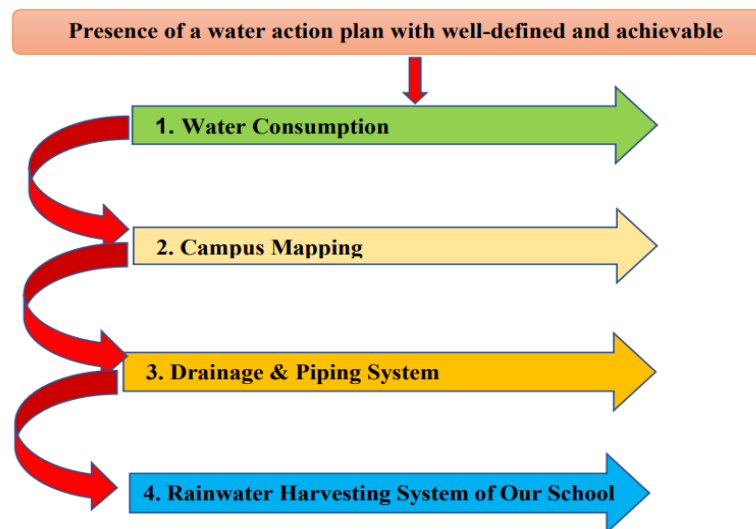 Presence of a water action plan with well-defined and achievable
1. Water Consumption
2. Campus Mapping
3. Drainage & Piping System
4. Rainwater Harvesting System of Our School